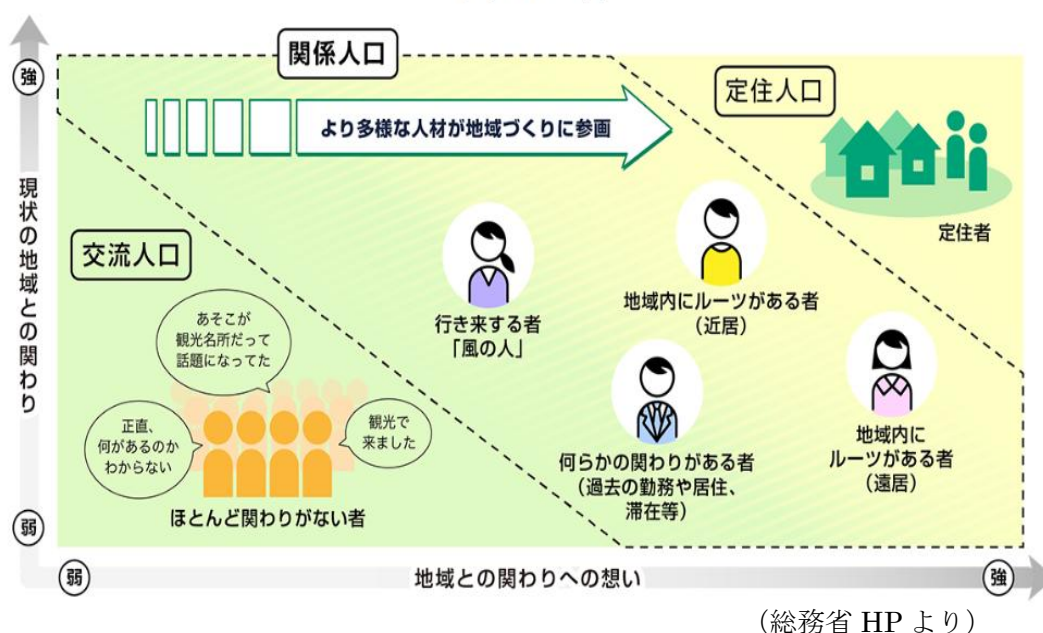 関係人口
強
より多様な人材が地域づくりに参画
定住人口
定住者
現状の地域との関わり
交流人口
あそこが
観光名所だって
話題になってた
正直、
何があるのか
わからない
観光で
来ました
ほとんど関わりがない者
行き来する者
「風の人」
地域内にルーツがある者
（近居）
何らかの関わりがある者
（過去の勤務や居住、
滞在等）
地域内に
ルーツがある者
（遠居）
弱
弱
地域との関わりへの想い
強
（総務省 HP より）